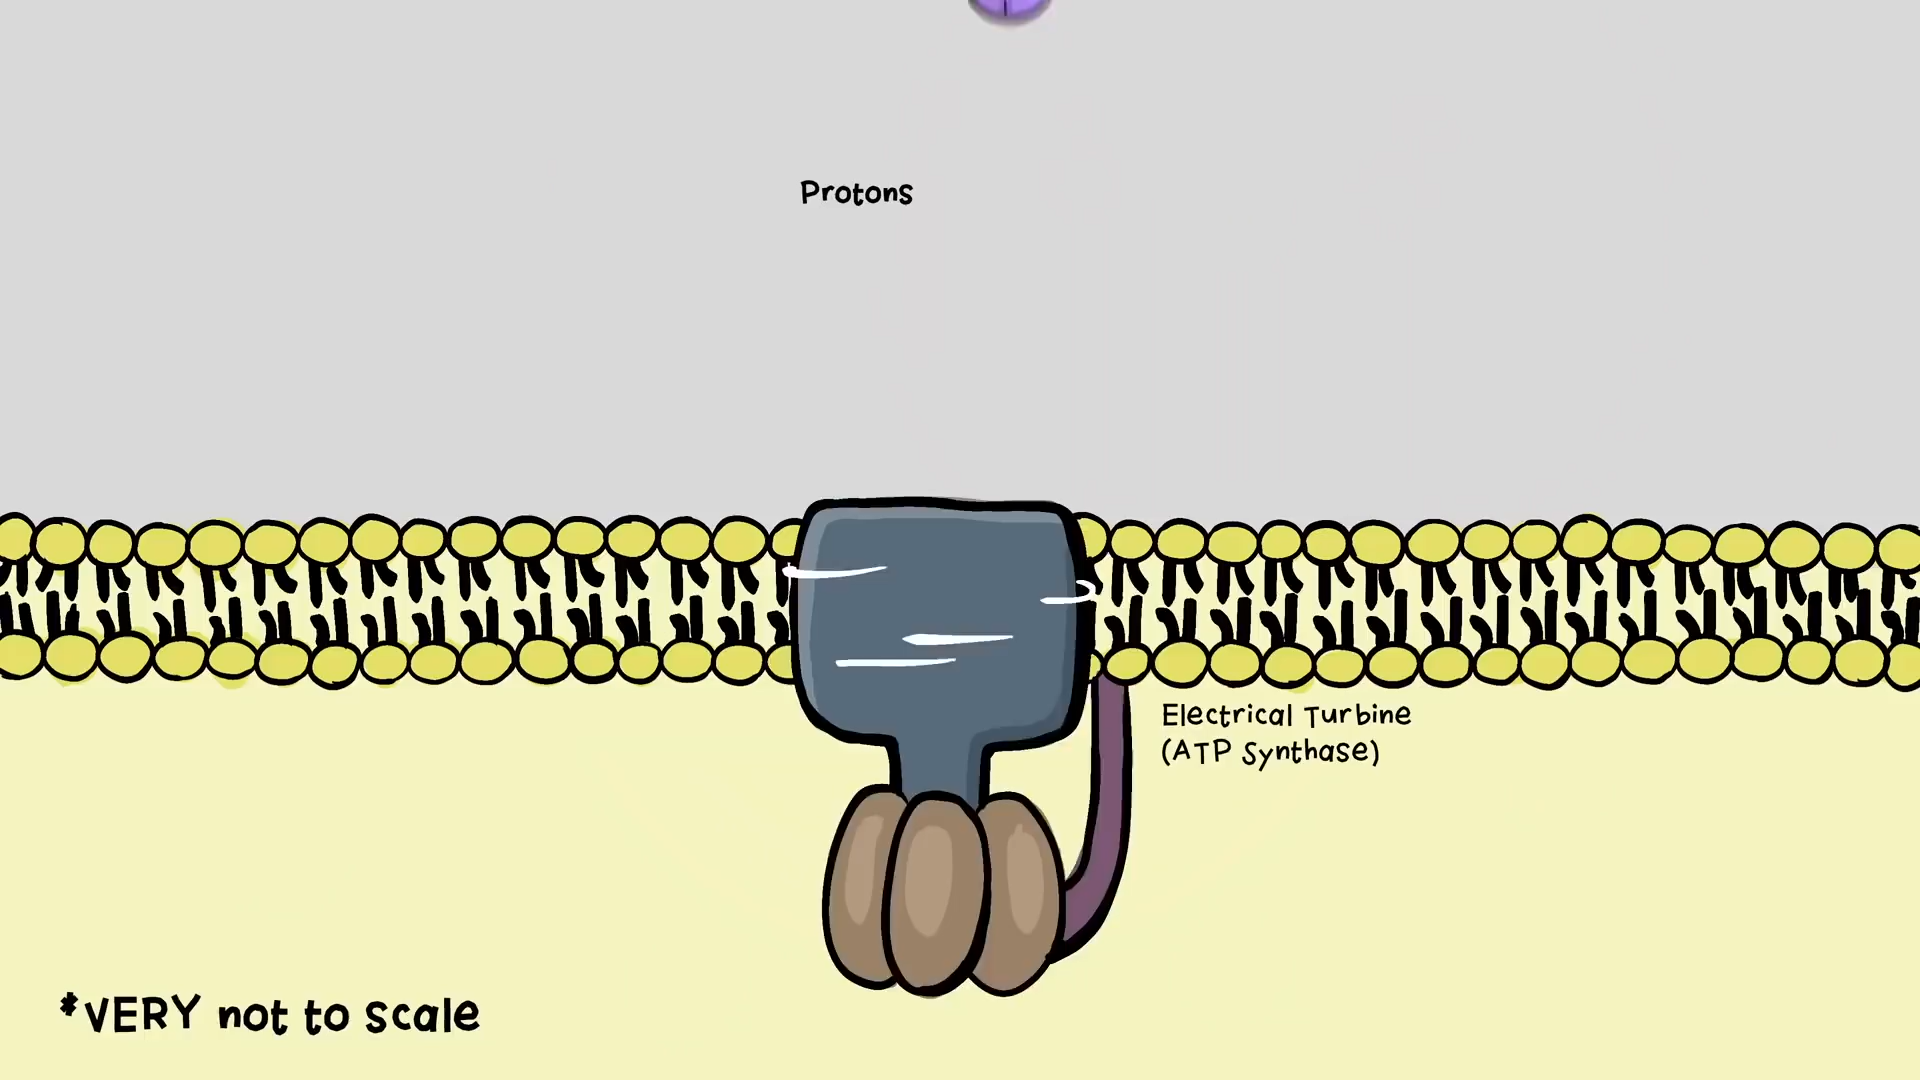 Protons
Electrical Turbine
(ATP Synthase)
*VERY not to scale